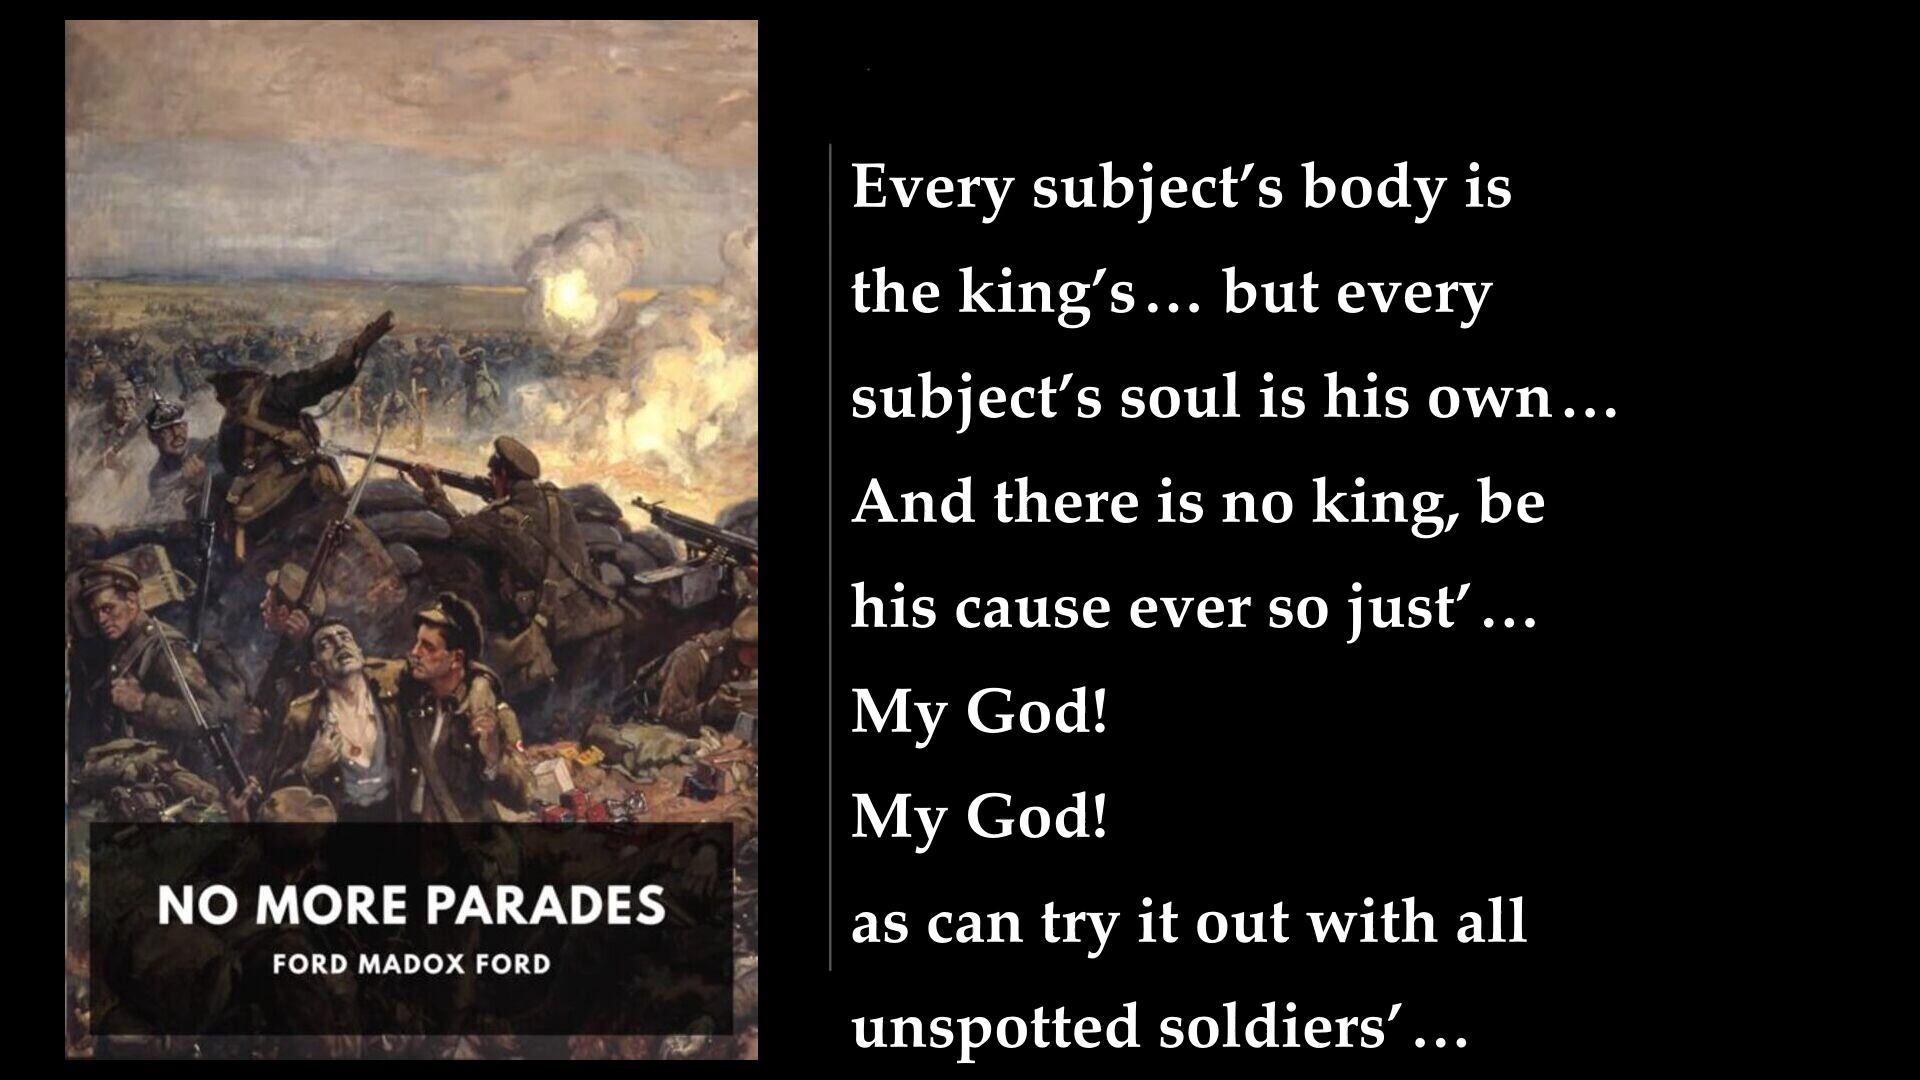 NO MORE PARADES
FORD MADOX FORD
Every subject’s body is
the king’s… but every
subject’s soul is his own…
And there is no king, be
his cause ever so just’…
My God!
My God!
as can try it out with all
unspotted soldiers’…